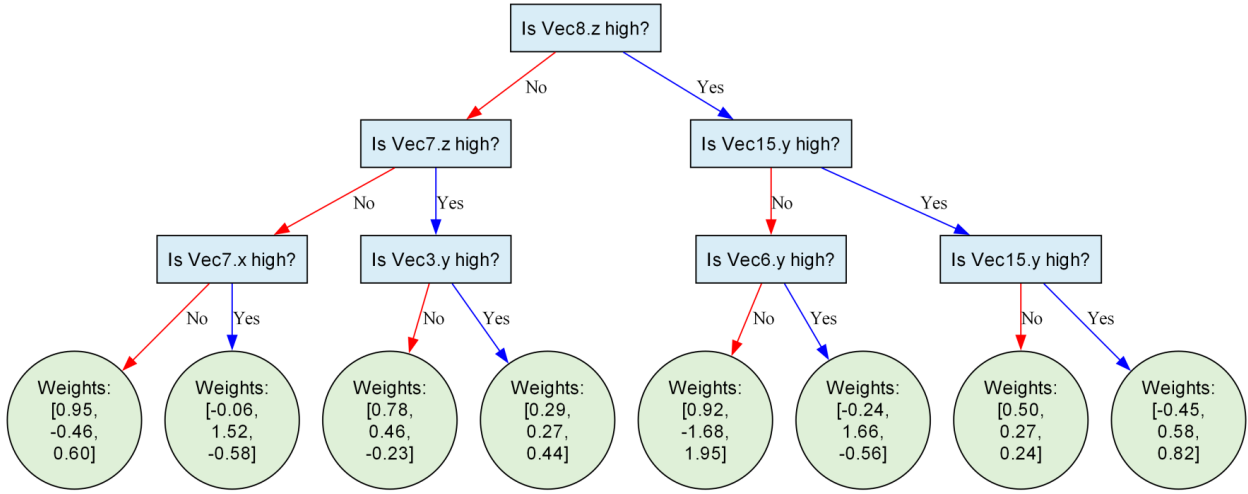 Is Vec8.z high?
No
Yes
Is Vec7.z high?
Is Vec15.y high?
No
Yes
No
Yes
Is Vec7.x high?
Is Vec3.y high?
Is Vec6.y high?
Is Vec15.y high?
No
Yes
No
Yes
No
Yes
No
Yes
Weights:
[0.95,
-0.46,
0.60]
Weights:
[-0.06,
1.52,
-0.58]
Weights:
[0.78,
0.46,
-0.23]
Weights:
[0.29,
0.27,
0.44]
Weights:
[0.92,
-1.68,
1.95]
Weights:
[-0.24,
1.66,
-0.56]
Weights:
[0.50,
0.27,
0.24]
Weights:
[-0.45,
0.58,
0.82]